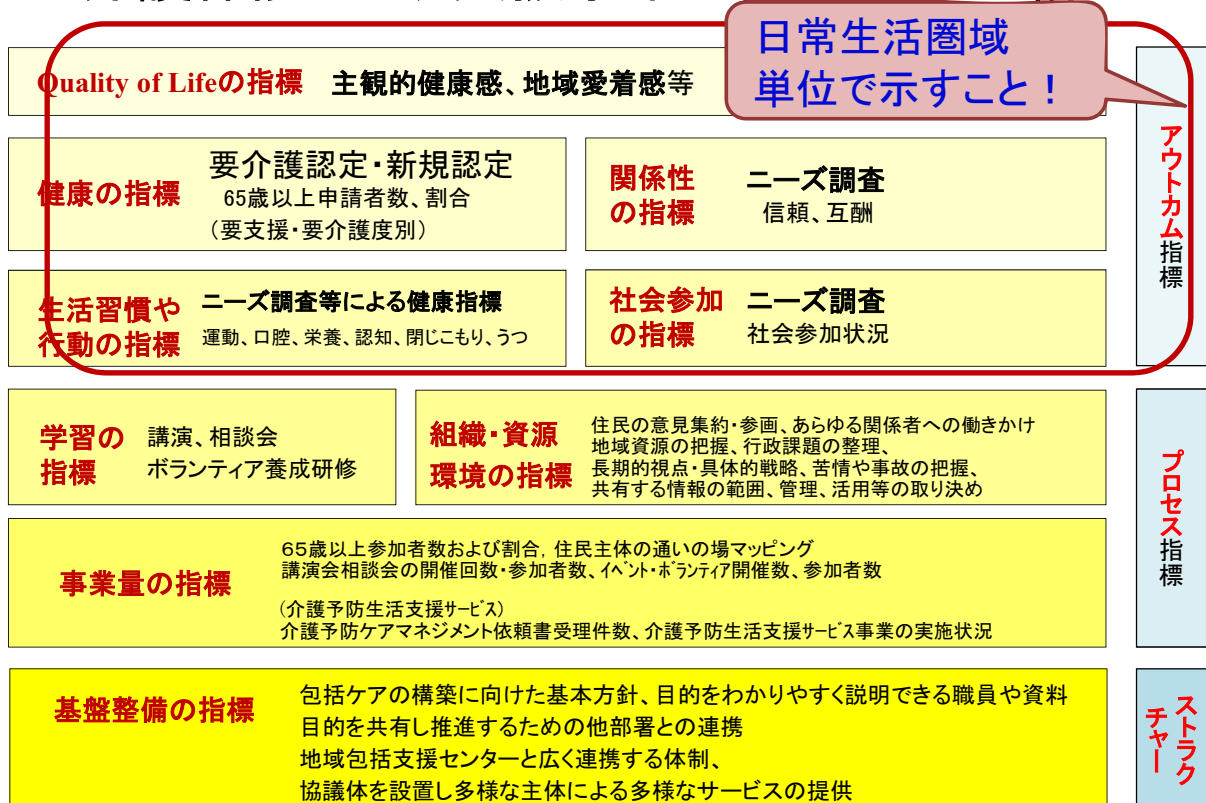 日常生活圏域
単位で示すこと！
Quality of Lifeの指標　主観的健康感、地域愛着感等
健康の指標
要介護認定・新規認定
65歳以上申請者数、割合
（要支援・要介護度別）
関係性
の指標
ニーズ調査
信頼、互酬
生活習慣や
行動の指標
ニーズ調査等による健康指標
運動、口腔、栄養、認知、閉じこもり、うつ
社会参加
の指標
ニーズ調査
社会参加状況
アウトカム指標
学習の
指標
講演、相談会
ボランティア養成研修
組織・資源
環境の指標
住民の意見集約・参画、あらゆる関係者への働きかけ
地域資源の把握、行政課題の整理、
長期的視点・具体的戦略、苦情や事故の把握、
共有する情報の範囲、管理、活用等の取り決め
事業量の指標
６５歳以上参加者数および割合，住民主体の通いの場マッピング
講演会相談会の開催回数・参加者数、ｲﾍﾞﾝﾄ・ﾎﾞﾗﾝﾃｨｱ開催数、参加者数
（介護予防生活支援ｻｰﾋﾞｽ）
介護予防ケアマネジメント依頼書受理件数、介護予防生活支援ｻｰﾋﾞｽ事業の実施状況
プロセス指標
基盤整備の指標
包括ケアの構築に向けた基本方針、目的をわかりやすく説明できる職員や資料
目的を共有し推進するための他部署との連携
地域包括支援センターと広く連携する体制、
協議体を設置し多様な主体による多様なサービスの提供
ストラク
チャー